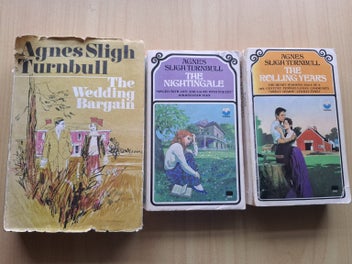 Agnes Sligh
Turnbull
The
Wedding
Bargain
AGNES
SLIGH TURNBULL
THE
NIGHTINGALE
AGNES
SLIGH TURNBULL
THE
ROLLING YEARS